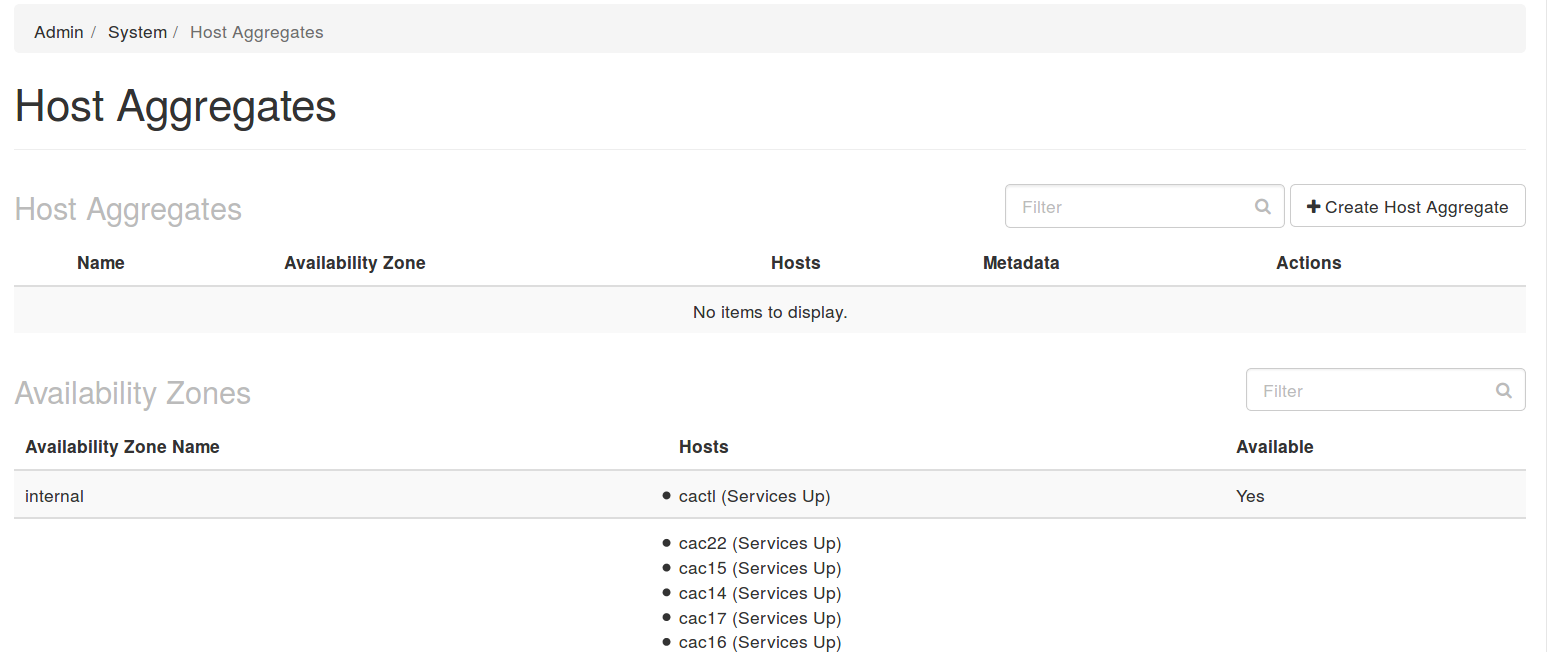 Admin / System / Host Aggregates
Host Aggregates
Host Aggregates
Filter
Create Host Aggregate
Name Availability Zone Hosts Metadata Actions
No items to display.
Availability Zones
Filter
Availability Zone Name Hosts Available
internal • cactl (Services Up) Yes
• cac22 (Services Up)
• cac15 (Services Up)
• cac14 (Services Up)
• cac17 (Services Up)
• cac16 (Services Up)